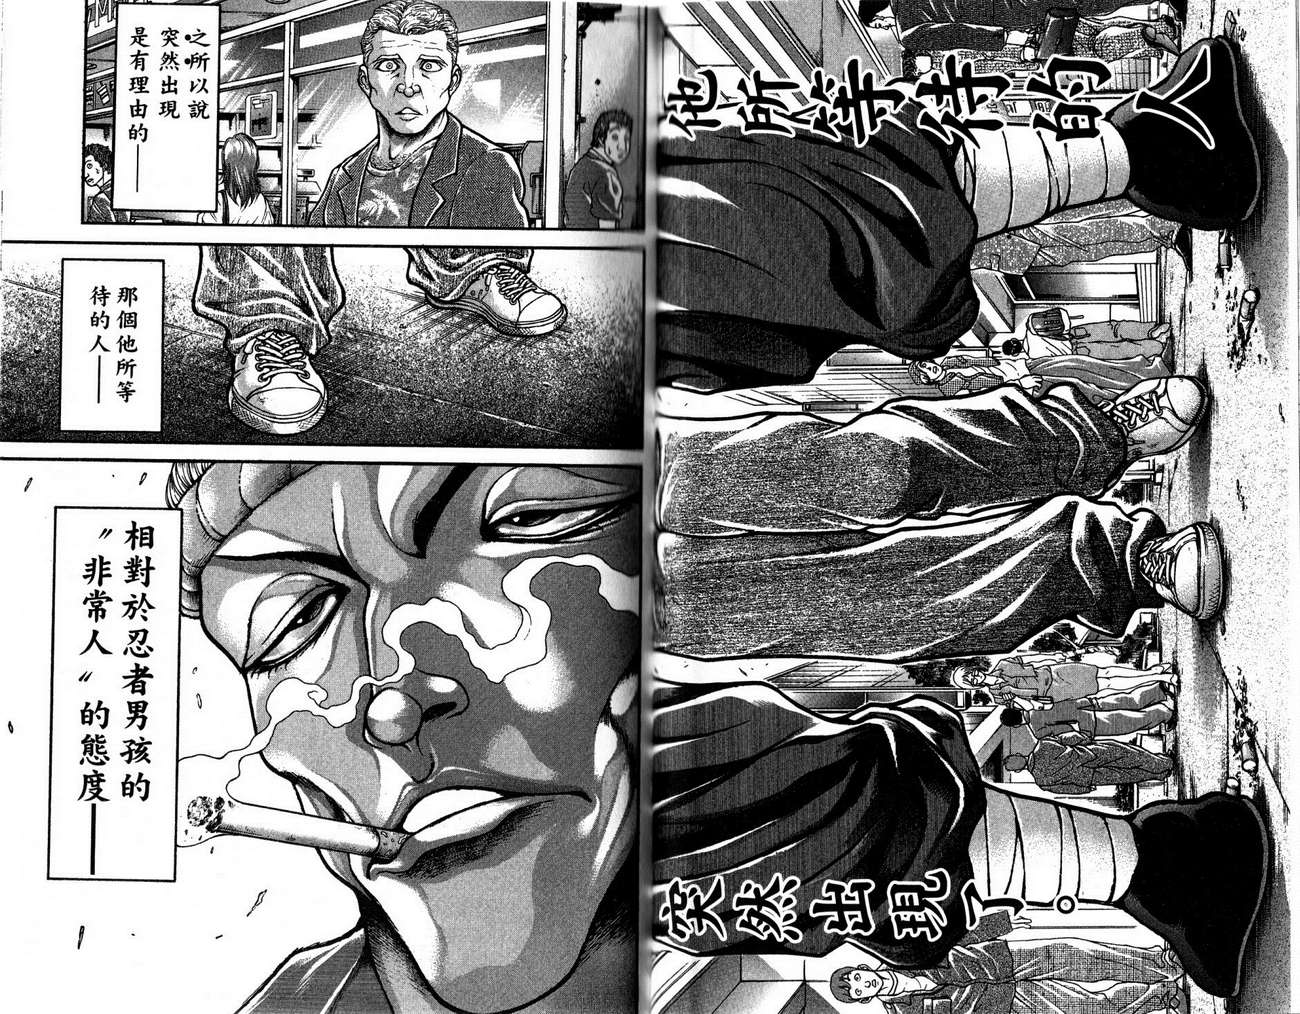 他所等待的人
突然出現了。
之所以說
突然出現
是有理由的——
那個他所等
待的人——
相對於忍者男孩的
〝非常人〞的態度——